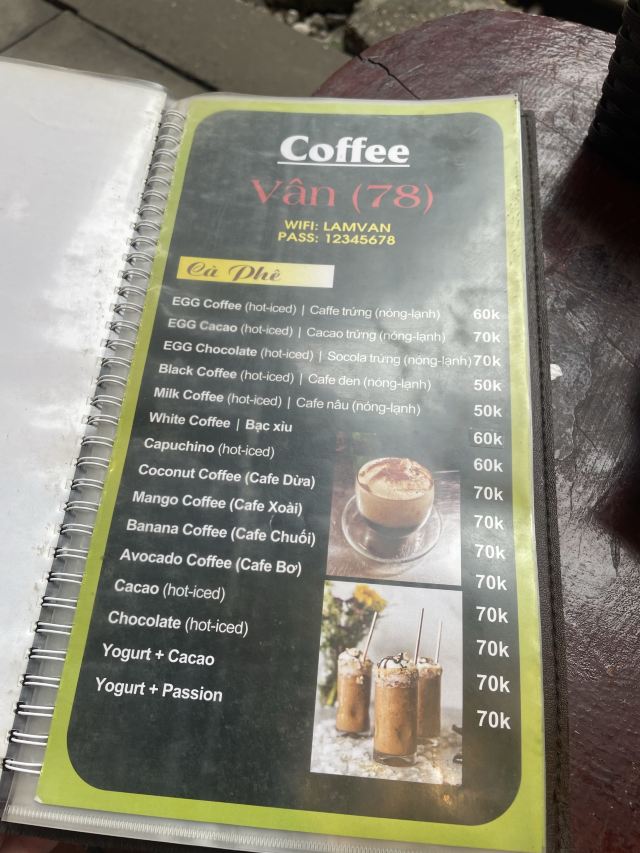 Coffee
Vân (78)
WIFI: LAMVAN
PASS: 12345678
Cà Phê
EGG Coffee (hot-iced) | Caffe trứng (nóng-lạnh) 60k
EGG Cacao (hot-iced) | Cacao trứng (nóng-lạnh) 70k
EGG Chocolate (hot-iced) | Socola trứng (nóng-lạnh) 70k
Black Coffee (hot-iced) | Cafe đen (nóng-lạnh) 50k
Milk Coffee (hot-iced) | Cafe nâu (nóng-lạnh) 50k
White Coffee | Bạc xỉu 60k
Capuchino (hot-iced) 60k
Coconut Coffee (Cafe Dừa) 70k
Mango Coffee (Cafe Xoài) 70k
Banana Coffee (Cafe Chuối) 70k
Avocado Coffee (Cafe Bơ) 70k
Cacao (hot-iced) 70k
Chocolate (hot-iced) 70k
Yogurt + Cacao 70k
Yogurt + Passion 70k